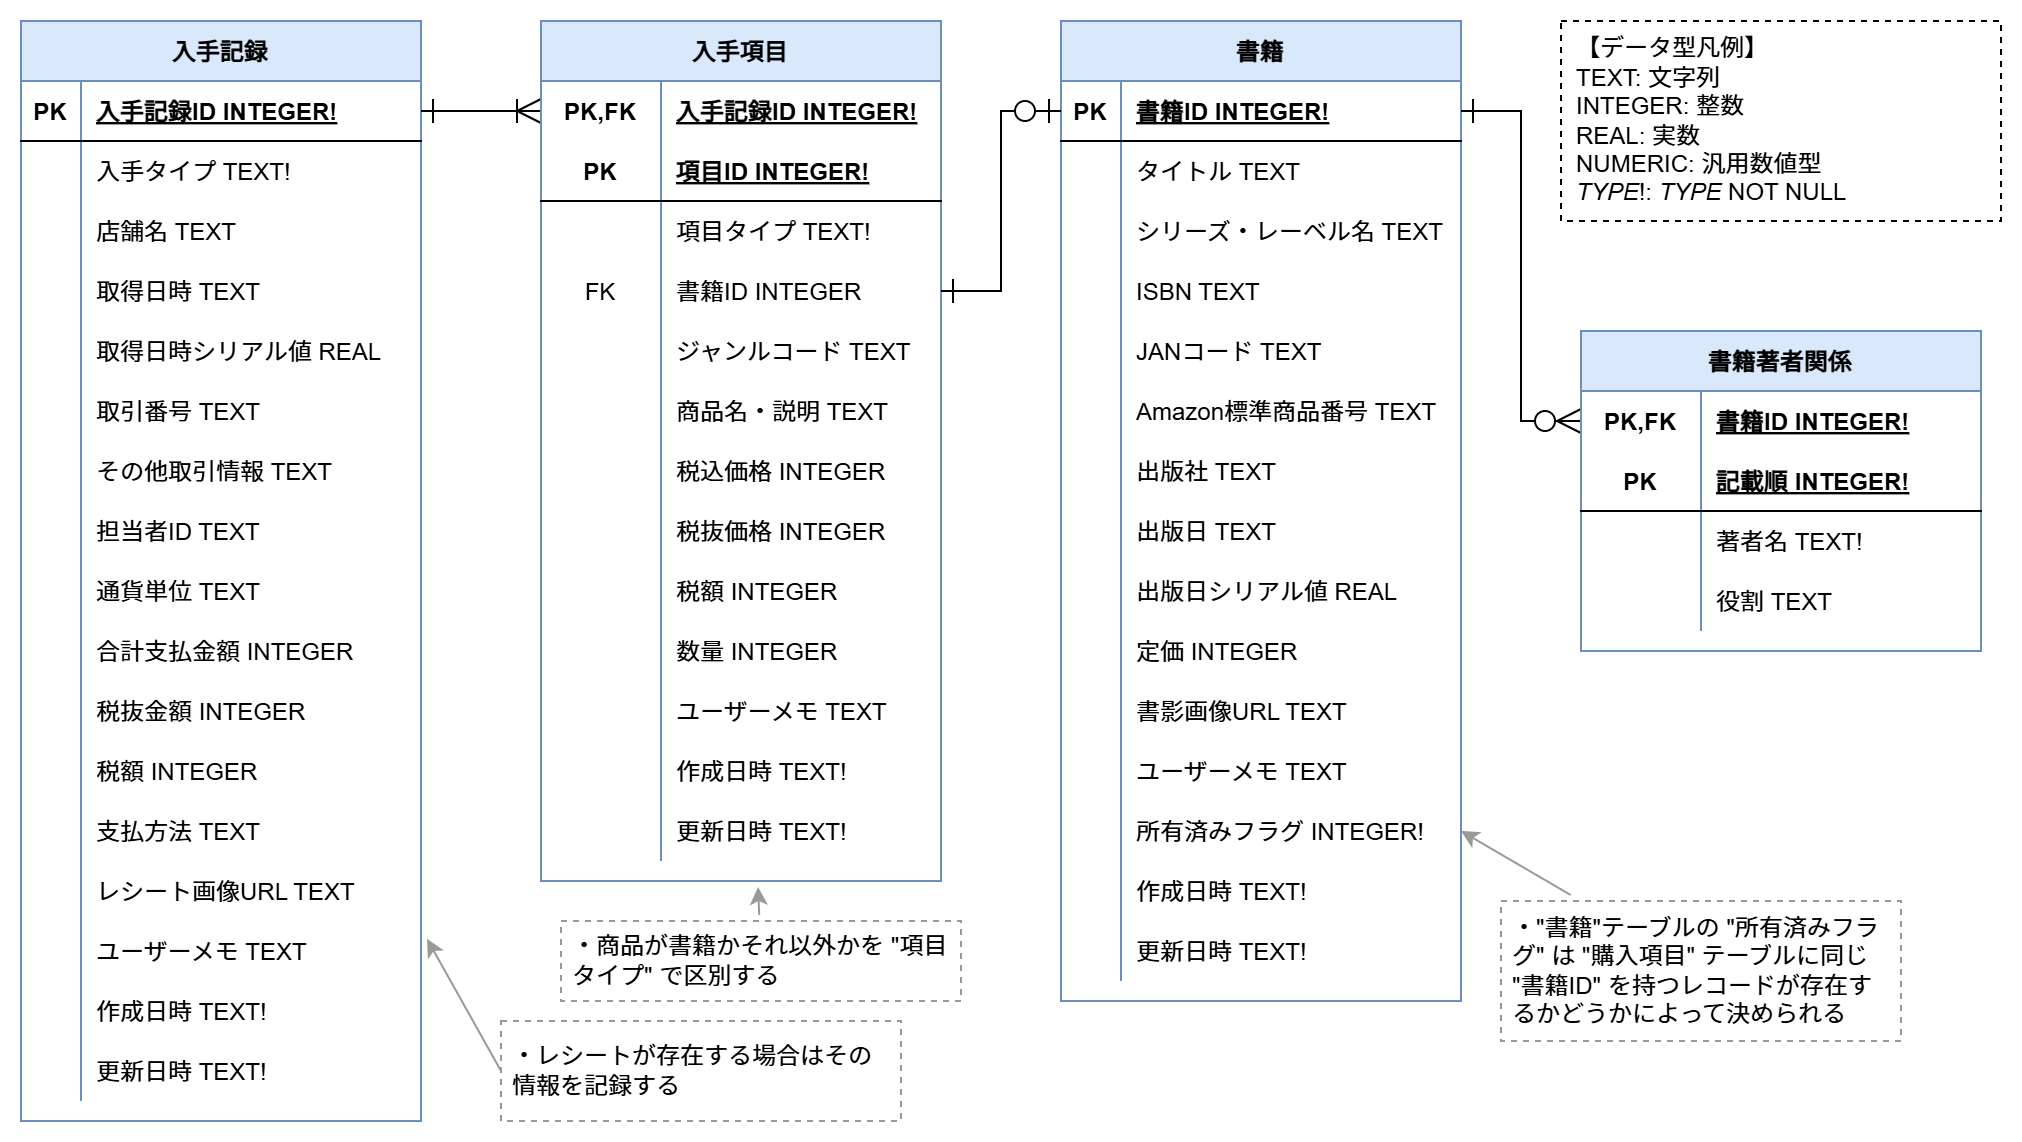 入手記録
PK 入手記録ID INTEGER!
入手タイプ TEXT!
店舗名 TEXT
取得日時 TEXT
取得日時シリアル値 REAL
取引番号 TEXT
その他取引情報 TEXT
担当者ID TEXT
通貨単位 TEXT
合計支払金額 INTEGER
税抜金額 INTEGER
税額 INTEGER
支払方法 TEXT
レシート画像URL TEXT
ユーザーメモ TEXT
作成日時 TEXT!
更新日時 TEXT!
入手項目
PK,FK 入手記録ID INTEGER!
PK 項目ID INTEGER!
項目タイプ TEXT!
FK 書籍ID INTEGER
ジャンルコード TEXT
商品名・説明 TEXT
税込価格 INTEGER
税抜価格 INTEGER
税額 INTEGER
数量 INTEGER
ユーザーメモ TEXT
作成日時 TEXT!
更新日時 TEXT!
・商品が書籍かそれ以外かを "項目
タイプ" で区別する
・レシートが存在する場合はその
情報を記録する
書籍
PK 書籍ID INTEGER!
タイトル TEXT
シリーズ・レーベル名 TEXT
ISBN TEXT
JANコード TEXT
Amazon標準商品番号 TEXT
出版社 TEXT
出版日 TEXT
出版日シリアル値 REAL
定価 INTEGER
書影画像URL TEXT
ユーザーメモ TEXT
所有済みフラグ INTEGER!
作成日時 TEXT!
更新日時 TEXT!
【データ型凡例】
TEXT: 文字列
INTEGER: 整数
REAL: 実数
NUMERIC: 汎用数値型
TYPE!: TYPE NOT NULL
書籍著者関係
PK,FK 書籍ID INTEGER!
PK 記載順 INTEGER!
著者名 TEXT!
役割 TEXT
・"書籍"テーブルの "所有済みフラ
グ" は "購入項目" テーブルに同じ
"書籍ID" を持つレコードが存在す
るかどうかによって決められる